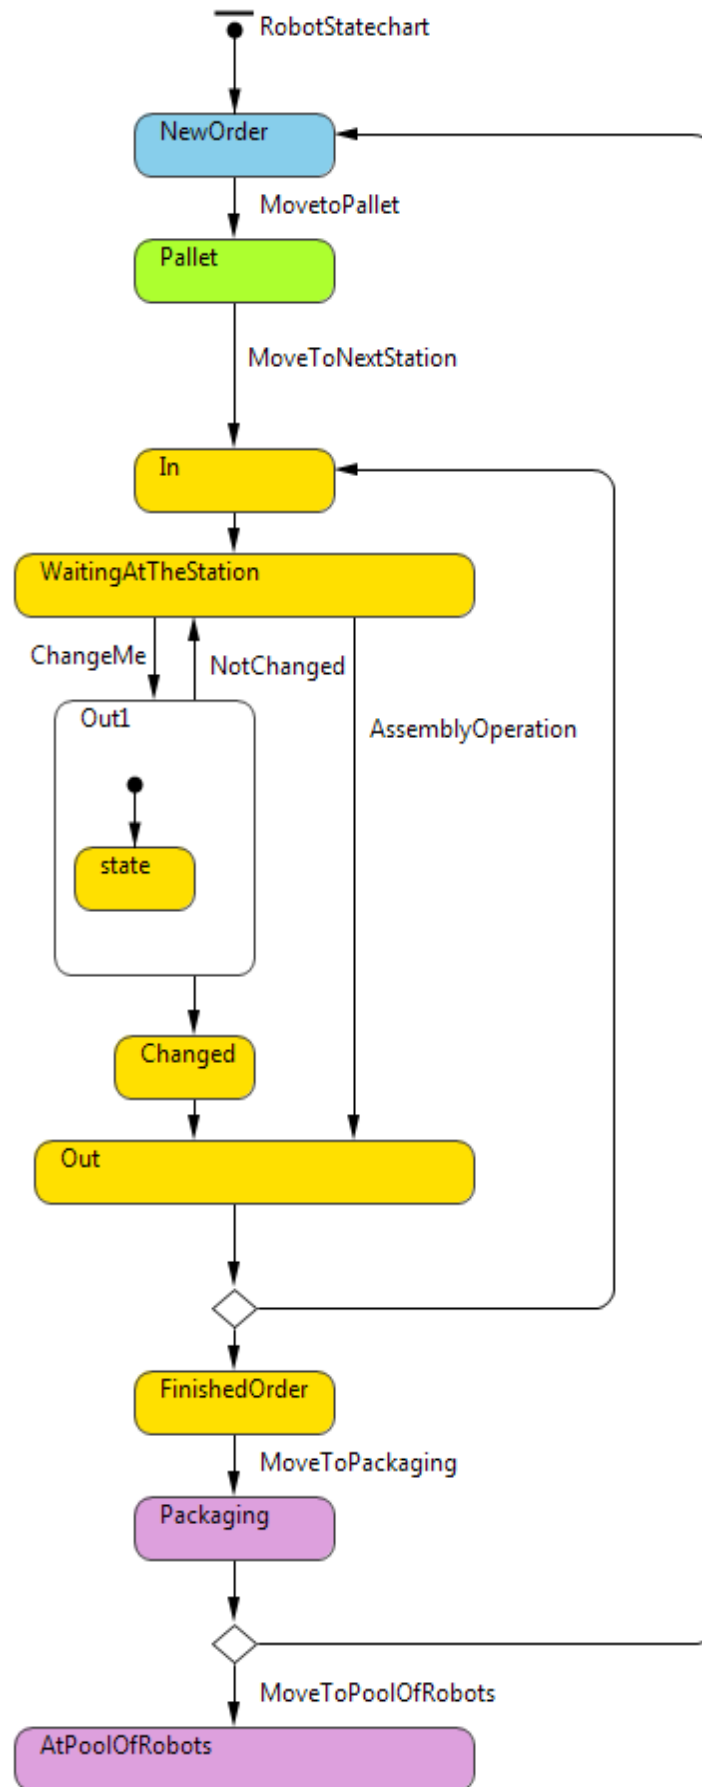 RobotStatechart
NewOrder
MovetoPallet
Pallet
MoveToNextStation
In
WaitingAtTheStation
ChangeMe
NotChanged
Out1
AssemblyOperation
state
Changed
Out
FinishedOrder
MoveToPackaging
Packaging
MoveToPoolOfRobots
AtPoolOfRobots